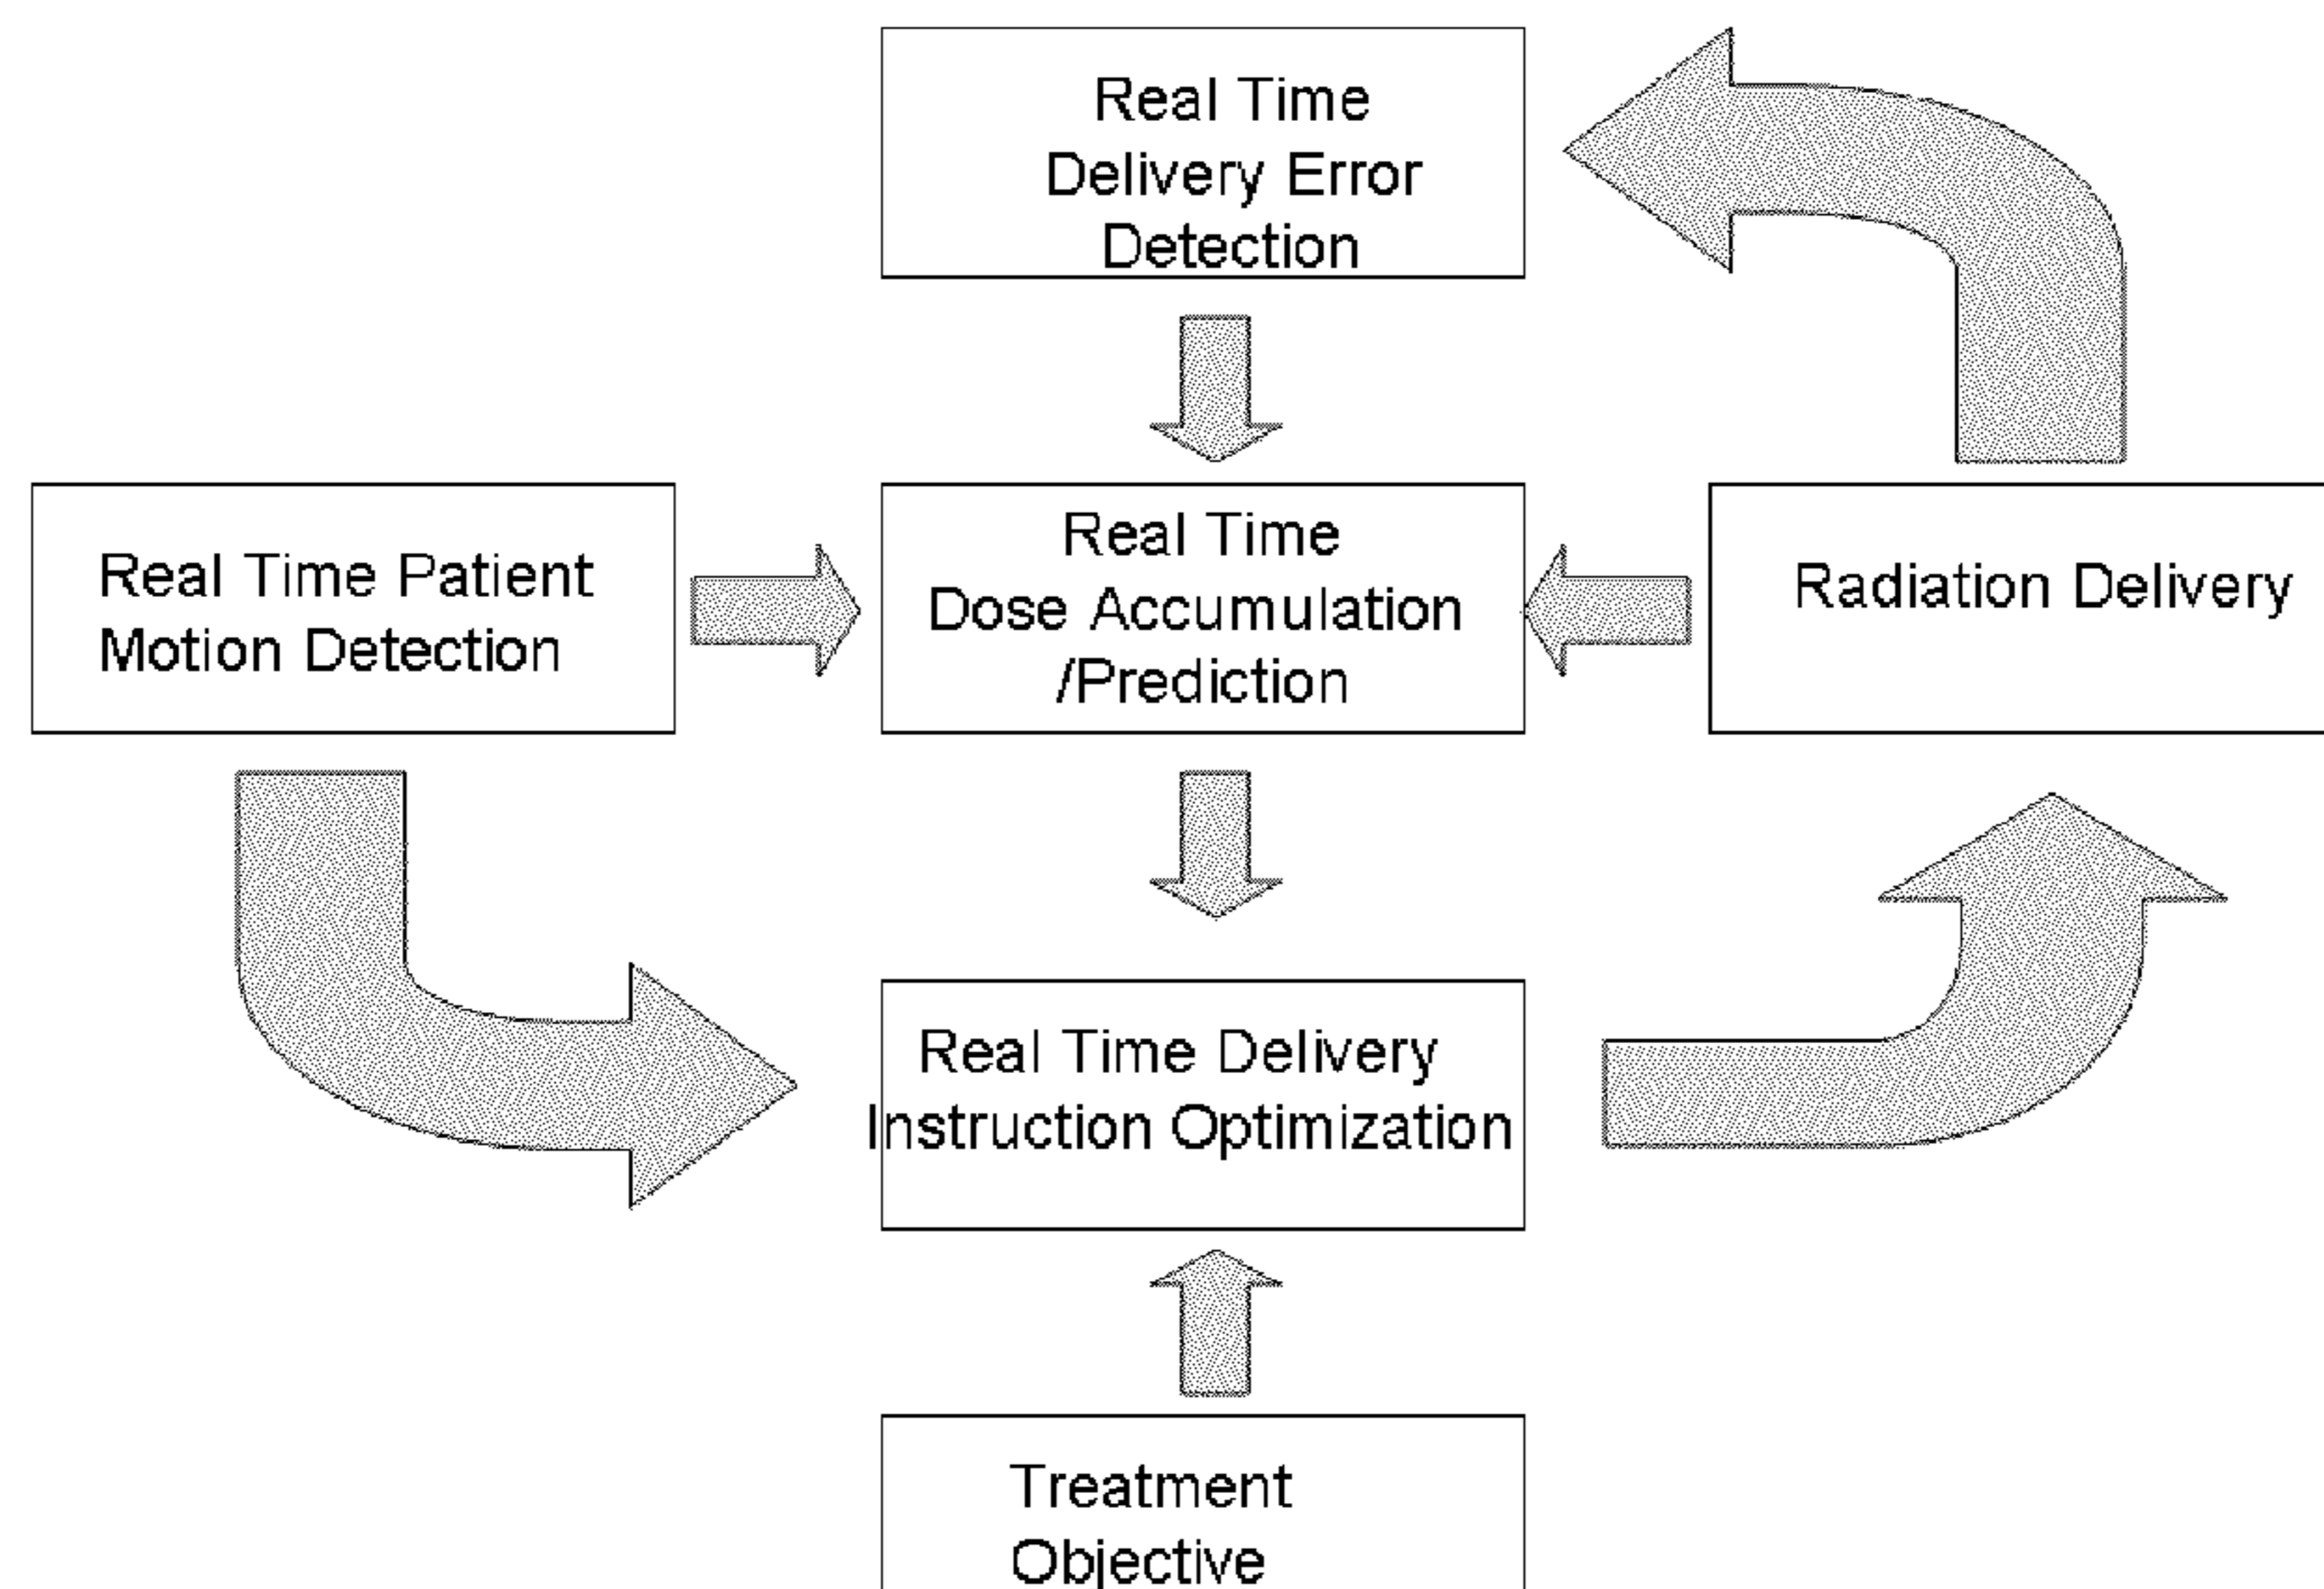 Real Time
Delivery Error
Detection
Real Time Patient
Motion Detection
Real Time
Dose Accumulation
/Prediction
Radiation Delivery
Real Time Delivery
Instruction Optimization
Treatment
Objective